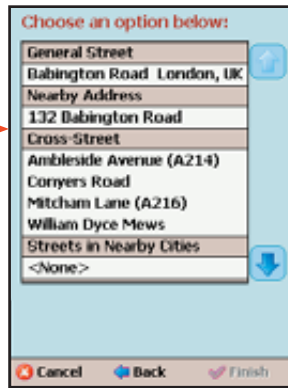 Choose an option below:
General Street
Babington Road London, UK
Nearby Address
132 Babington Road
Cross-Street
Ambleside Avenue (A214)
Conyers Road
Mitcham Lane (A216)
William Dyce Mews
Streets in Nearby Cities
<None>
Cancel Back Finish